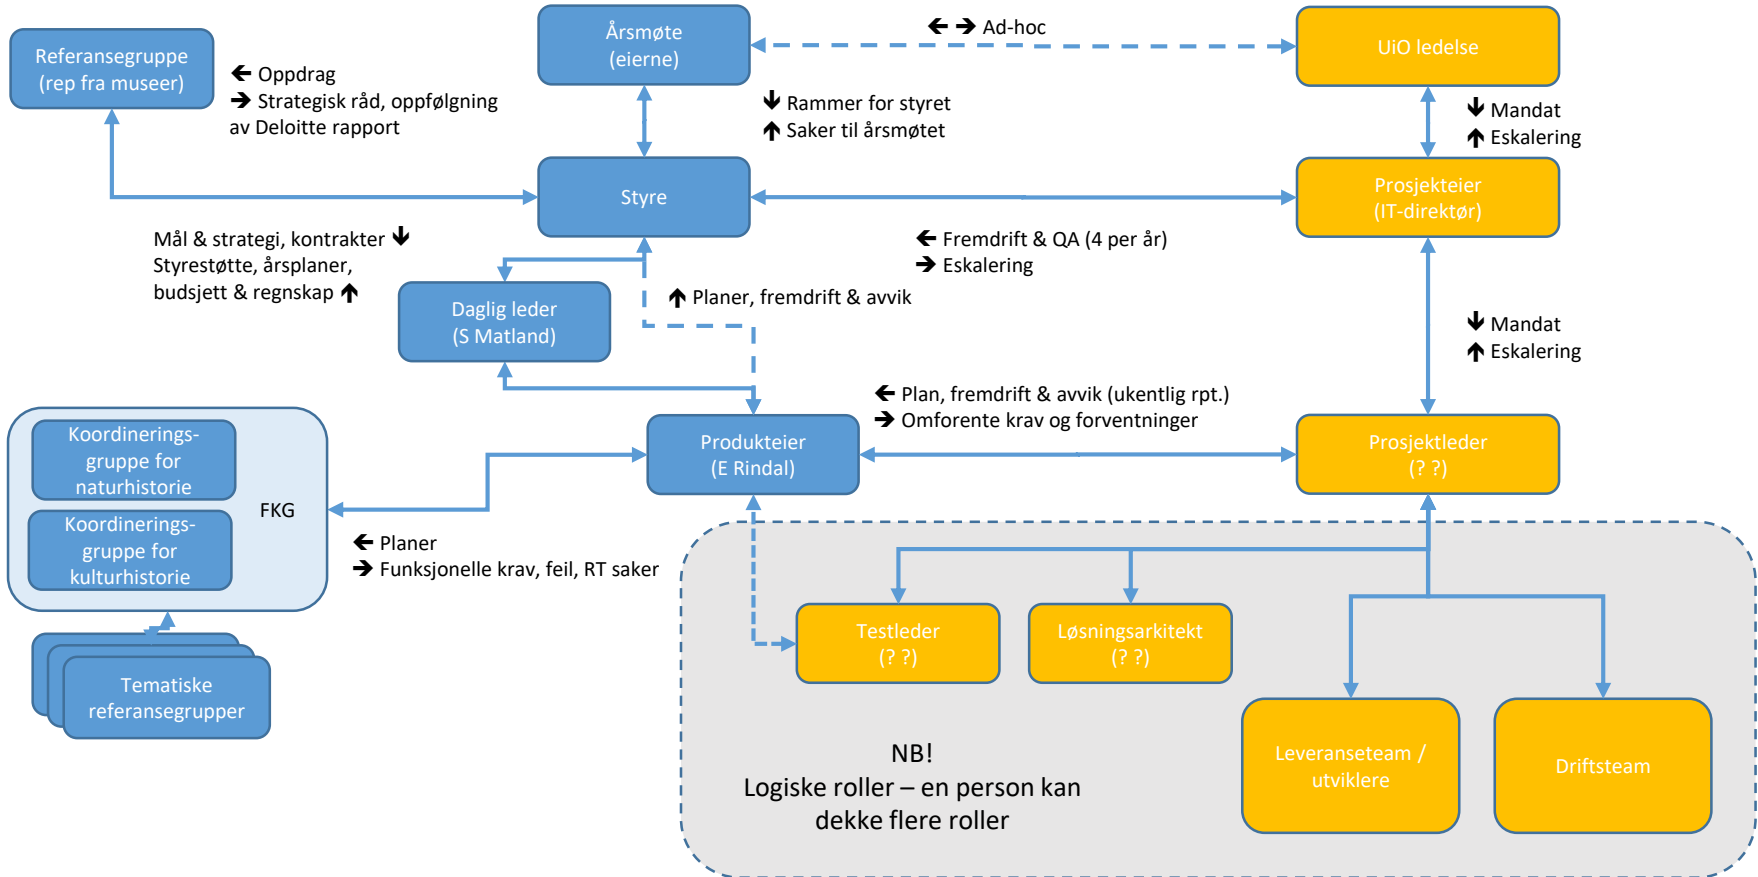 Referansegruppe
(rep fra museer)
🡸 Oppdrag
🡺 Strategisk råd, oppfølgning
av Deloitte rapport
Årsmøte
(eierne)
🡸 🡺 Ad-hoc
UiO ledelse
🡻 Rammer for styret
🡹 Saker til årsmøtet
🡻 Mandat
🡹 Eskalering
Styre
Prosjekteier
(IT-direktør)
Mål & strategi, kontrakter 🡻
Styrestøtte, årsplaner,
budsjett & regnskap 🡹
🡸 Fremdrift & QA (4 per år)
🡺 Eskalering
Daglig leder
(S Matland)
🡹 Planer, fremdrift & avvik
🡻 Mandat
🡹 Eskalering
🡸 Plan, fremdrift & avvik (ukentlig rpt.)
🡺 Omforente krav og forventninger
Koordinerings-
gruppe for
naturhistorie
Koordinerings-
gruppe for
kulturhistorie
FKG
Produkteier
(E Rindal)
Prosjektleder
(? ?)
🡸 Planer
🡺 Funksjonelle krav, feil, RT saker
Tematiske
referansegrupper
Testleder
(? ?)
Løsningsarkitekt
(? ?)
NB!
Logiske roller – en person kan
dekke flere roller
Leveranseteam /
utviklere
Driftsteam